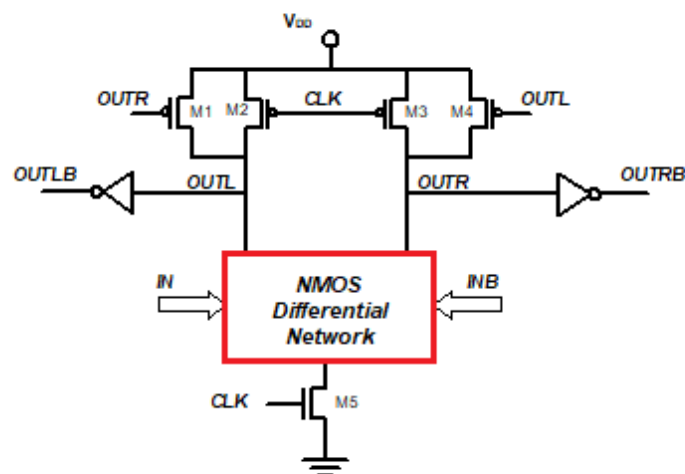 VDD
OUTR M1 M2 CLK M3 M4 OUTL
OUTLB OUTL OUTR OUTRB
IN NMOS INB
Differential
Network
CLK M5